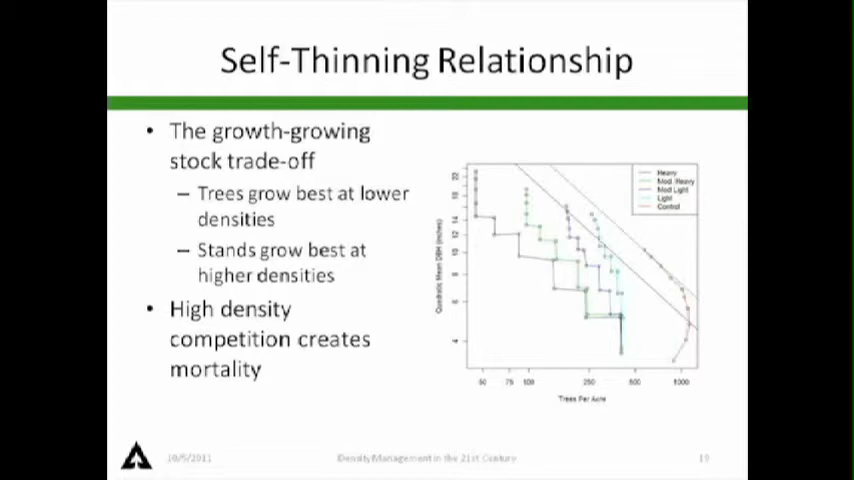 Self-Thinning Relationship
• The growth-growing
stock trade-off
– Trees grow best at lower
densities
– Stands grow best at
higher densities
• High density
competition creates
mortality
Heavy
Mod Heavy
Mod Light
Light
Control
Quadratic Mean DBH (inches)
22
18
14
12
10
8
6
4
50 75 100 250 500 1000
Trees Per Acre
10/5/2011
Density Management in the 21st Century
19